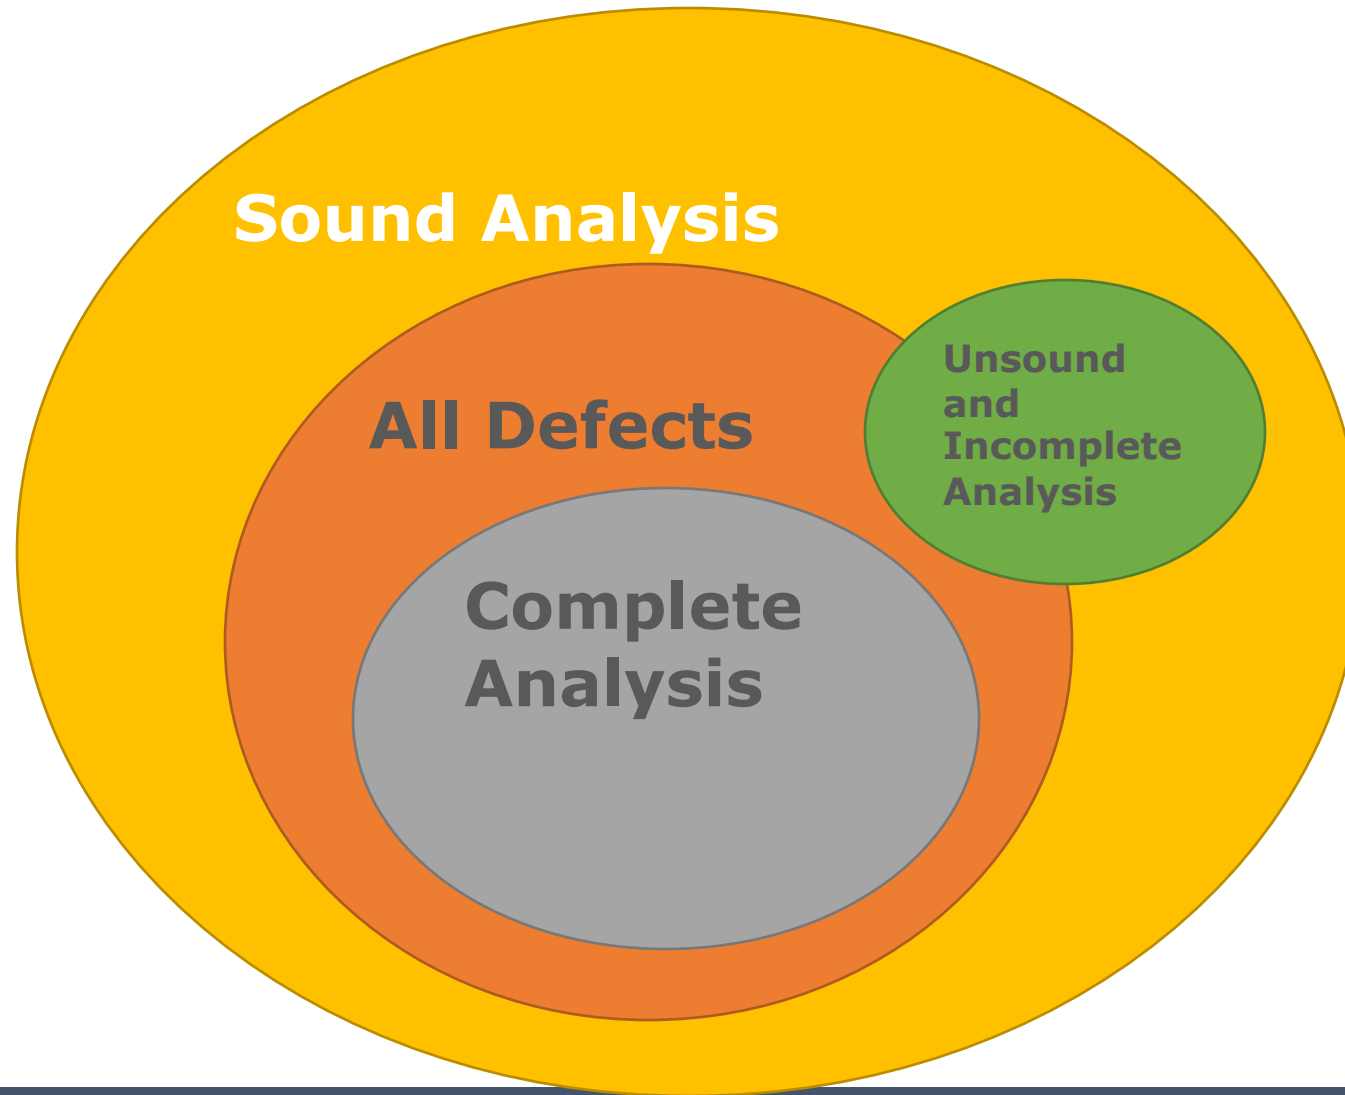 Sound Analysis
All Defects
Unsound
and
Incomplete
Analysis
Complete
Analysis